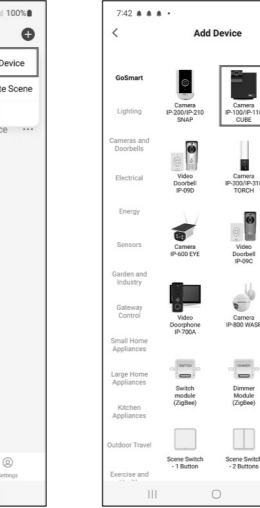 100%
Device
te Scene
ce
ettings
7:42
Add Device
GoSmart
Lighting
Cameras and
Doorbells
Electrical
Energy
Sensors
Garden and
Industry
Gateway
Control
Small Home
Appliances
Large Home
Appliances
Kitchen
Appliances
Outdoor Travel
Exercise and
Camera
IP-200/IP-210
SNAP
Camera
IP-100/IP-110
CUBE
Video
Doorbell
IP-09D
Camera
IP-300/IP-310
TORCH
Camera
IP-600 EYE
Video
Doorbell
IP-09C
Video
Doorphone
IP-700A
Camera
IP-800 WASP
Switch
module
(ZigBee)
Dimmer
Module
(ZigBee)
Scene Switch
- 1 Button
Scene Switch
- 2 Buttons